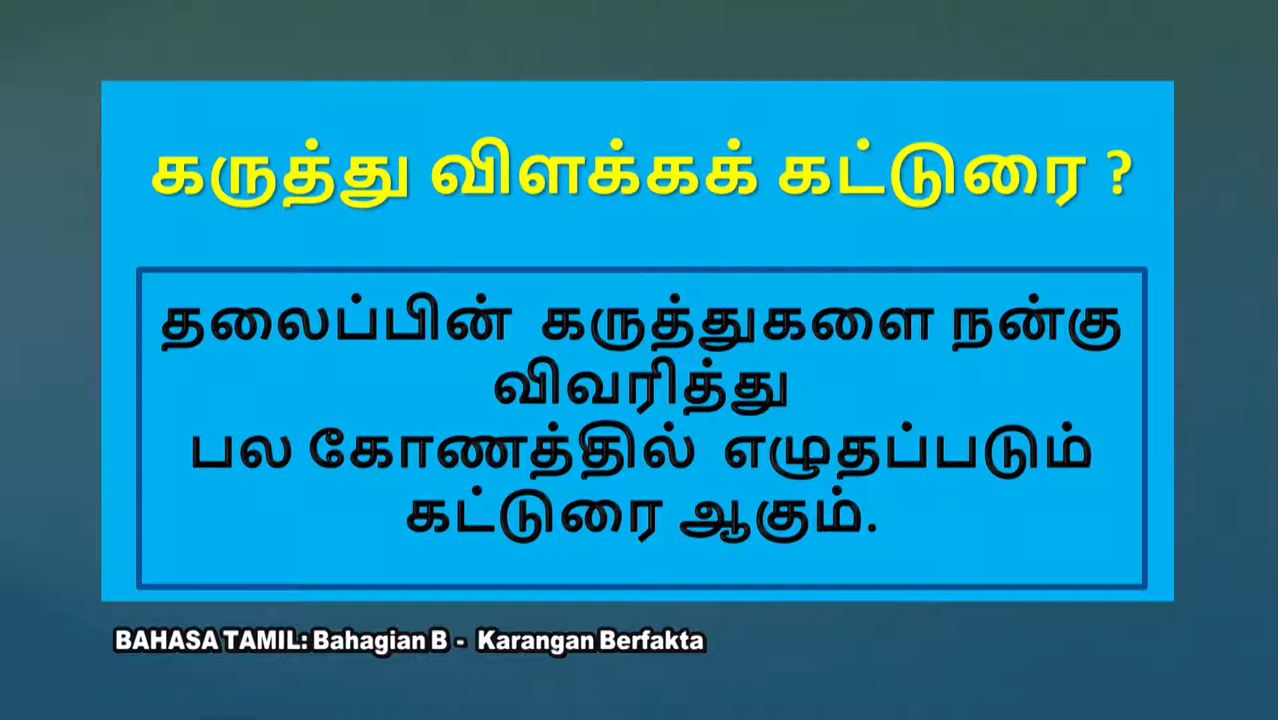 கருத்து விளக்கக் கட்டுரை ?
தலைப்பின் கருத்துகளை நன்கு
விவரித்து
பல கோணத்தில் எழுதப்படும்
கட்டுரை ஆகும்.
BAHASA TAMIL: Bahagian B - Karangan Berfakta